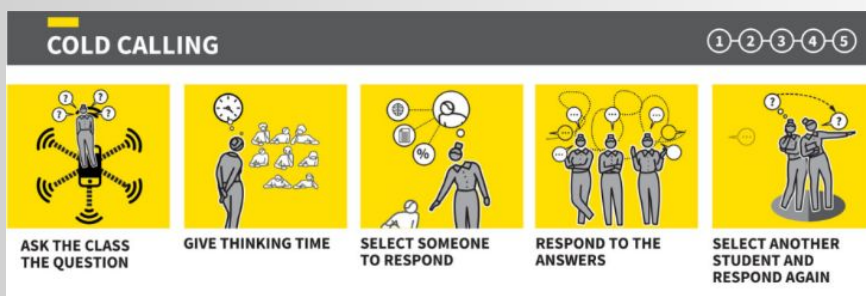 COLD CALLING
1 2 3 4 5
? ? ? ?
%
... ... ...
... ...
...
? ?
...
ASK THE CLASS
THE QUESTION
GIVE THINKING TIME
SELECT SOMEONE
TO RESPOND
RESPOND TO THE
ANSWERS
SELECT ANOTHER
STUDENT AND
RESPOND AGAIN